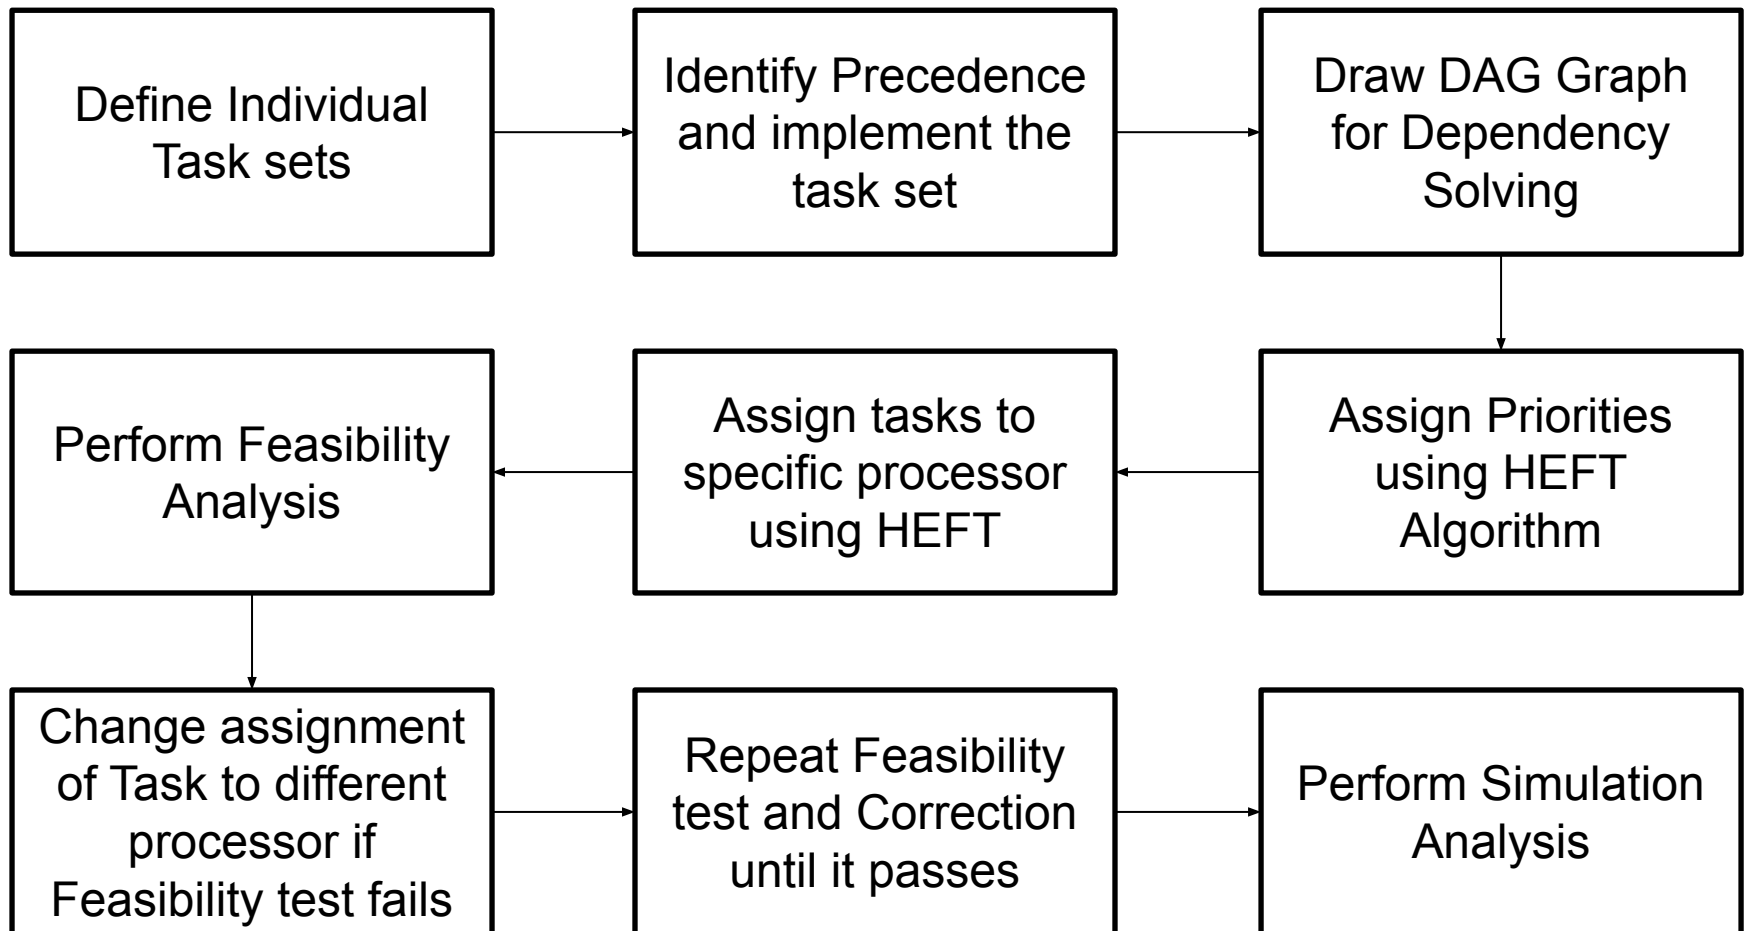 Define Individual
Task sets
Identify Precedence
and implement the
task set
Draw DAG Graph
for Dependency
Solving
Assign Priorities
using HEFT
Algorithm
Assign tasks to
specific processor
using HEFT
Perform Feasibility
Analysis
Change assignment
of Task to different
processor if
Feasibility test fails
Repeat Feasibility
test and Correction
until it passes
Perform Simulation
Analysis